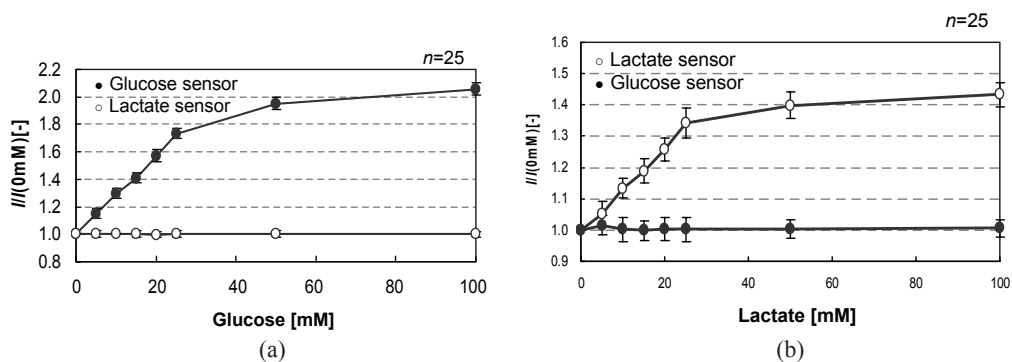 n=25
● Glucose sensor
○ Lactate sensor
I/I(0mM)[-]
2.2
2.0
1.8
1.6
1.4
1.2
1.0
0.8
0 20 40 60 80 100
Glucose [mM]
(a)
n=25
○ Lactate sensor
● Glucose sensor
I/I(0mM)[-]
1.6
1.5
1.4
1.3
1.2
1.1
1.0
0.9
0 20 40 60 80 100
Lactate [mM]
(b)